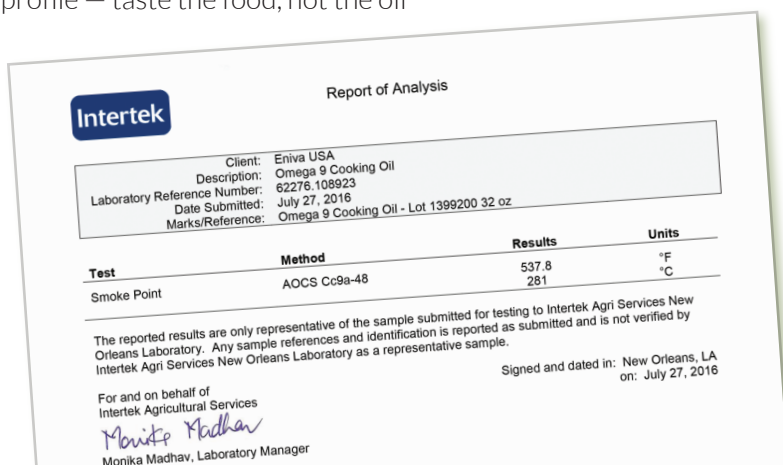 profile — taste the food, not the oil
Intertek
Report of Analysis
Client: Eniva USA
Description: Omega 9 Cooking Oil
Laboratory Reference Number: 62276.108923
Date Submitted: July 27, 2016
Marks/Reference: Omega 9 Cooking Oil - Lot 1399200 32 oz
Test Method Results Units
Smoke Point AOCS Cc9a-48 537.8 °F
281 °C
The reported results are only representative of the sample submitted for testing to Intertek Agri Services New
Orleans Laboratory. Any sample references and identification is reported as submitted and is not verified by
Intertek Agri Services New Orleans Laboratory as a representative sample.
Signed and dated in: New Orleans, LA
on: July 27, 2016
For and on behalf of
Intertek Agricultural Services
Monika Madhav
Monika Madhav, Laboratory Manager